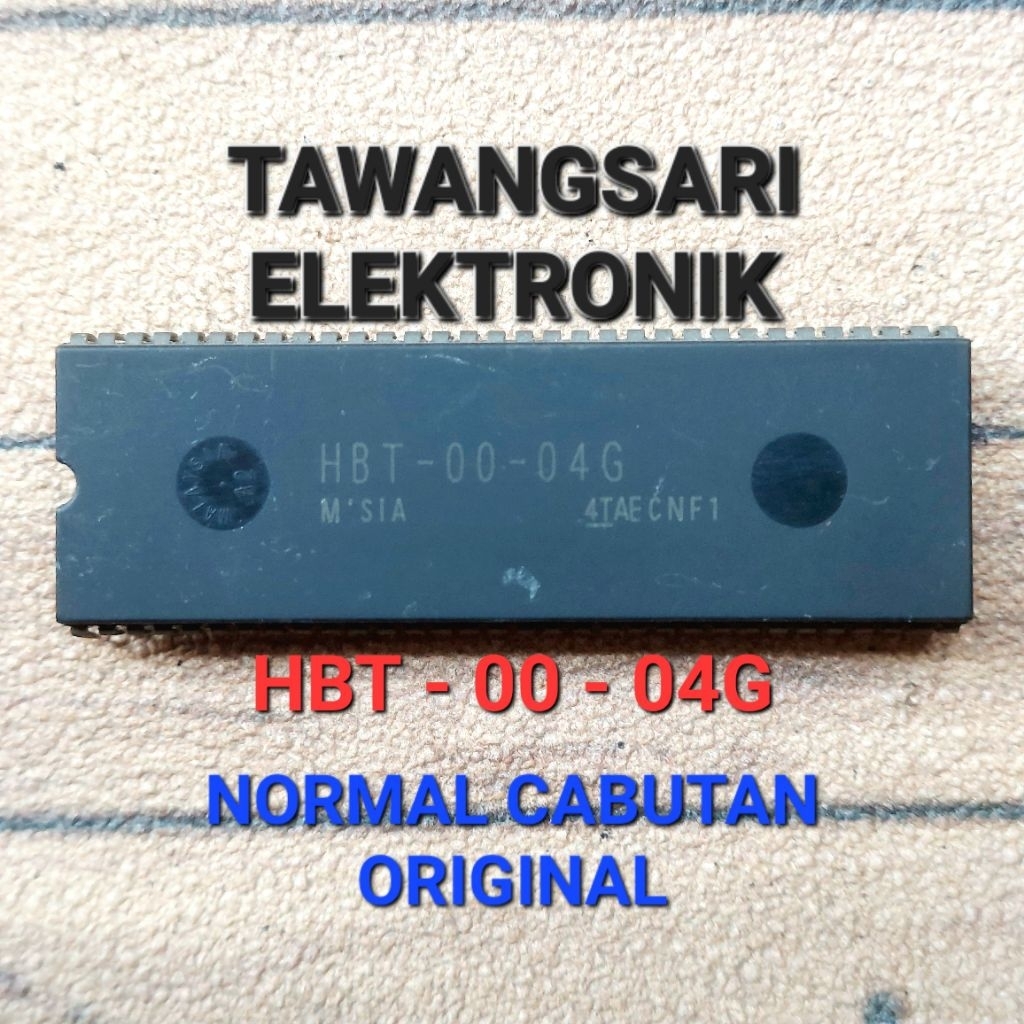 TAWANGSARI
ELEKTRONIK
HBT-00-04G
M'SIA 4TAECNF1
HBT - 00 - 04G
NORMAL CABUTAN
ORIGINAL